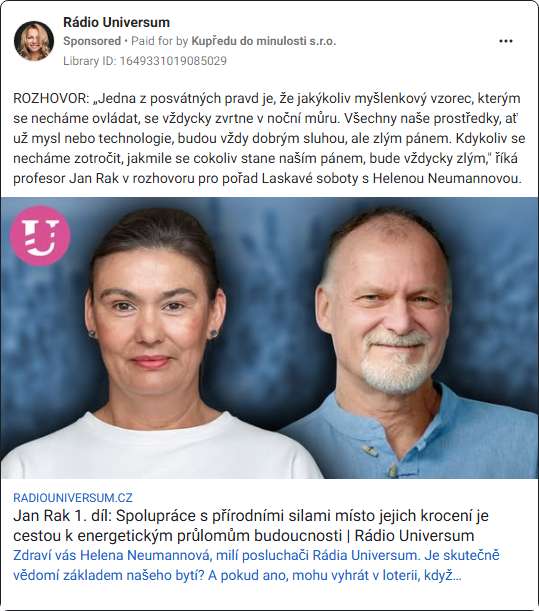 Rádio Universum
Sponsored • Paid for by Kupředu do minulosti s.r.o.
Library ID: 1649331019085029
ROZHOVOR: „Jedna z posvátných pravd je, že jakýkoliv myšlenkový vzorec, kterým
se necháme ovládat, se vždycky zvrtne v noční můru. Všechny naše prostředky, ať
už mysl nebo technologie, budou vždy dobrým sluhou, ale zlým pánem. Kdykoliv se
necháme zotročit, jakmile se cokoliv stane naším pánem, bude vždycky zlým," říká
profesor Jan Rak v rozhovoru pro pořad Laskavé soboty s Helenou Neumannovou.
U
RADIOUNIVERSUM.CZ
Jan Rak 1. díl: Spolupráce s přírodními silami místo jejich krocení je
cestou k energetickým průlomům budoucnosti | Rádio Universum
Zdraví vás Helena Neumannová, milí posluchači Rádia Universum. Je skutečně
vědomí základem našeho bytí? A pokud ano, mohu vyhrát v loterii, když…